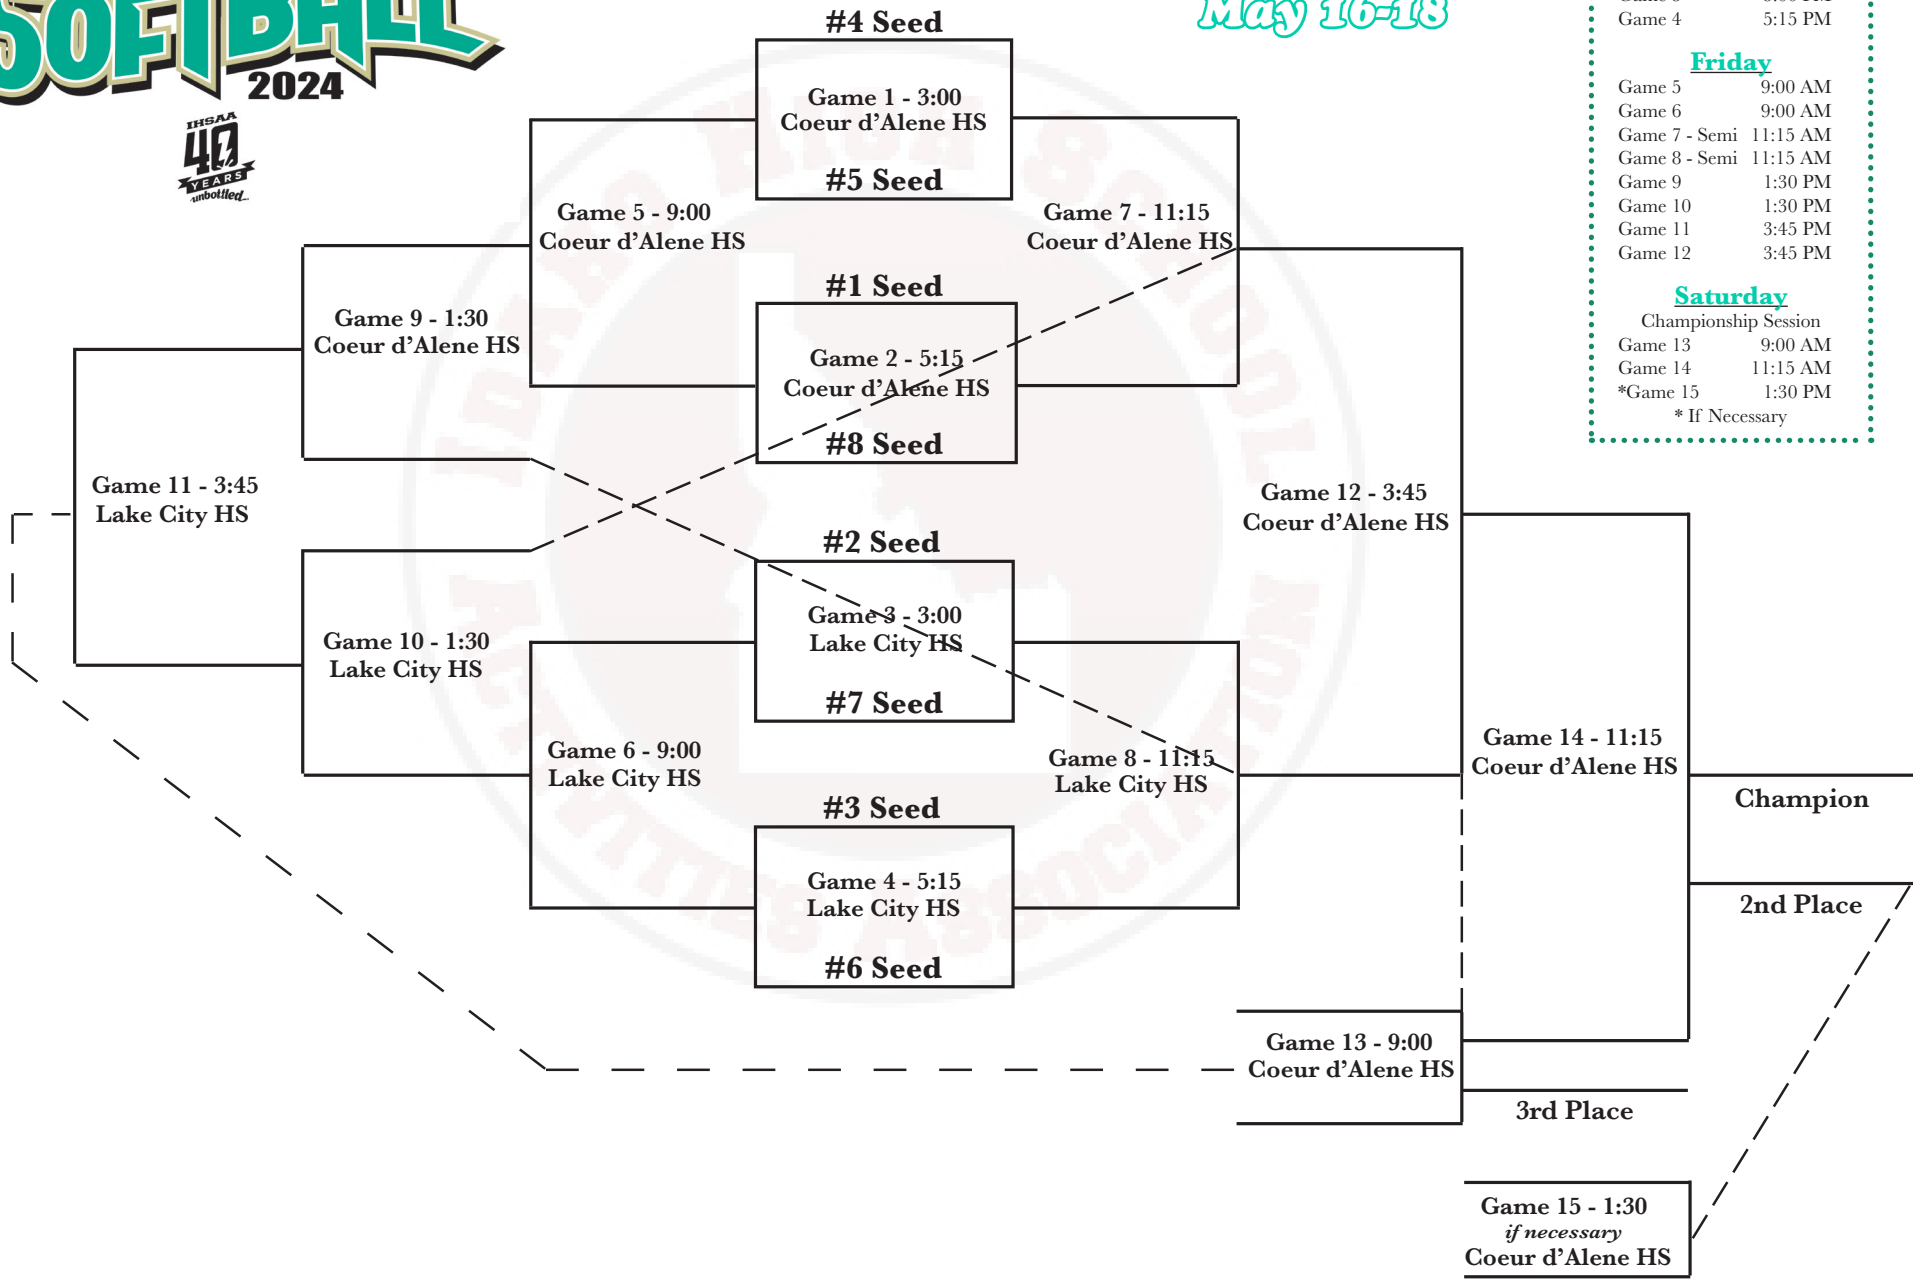 SOFTBALL
2024
IHSAA
40
YEARS
unbottled...
May 16-18
Game 4 5:15 PM
Friday
Game 5 9:00 AM
Game 6 9:00 AM
Game 7 - Semi 11:15 AM
Game 8 - Semi 11:15 AM
Game 9 1:30 PM
Game 10 1:30 PM
Game 11 3:45 PM
Game 12 3:45 PM
Saturday
Championship Session
Game 13 9:00 AM
Game 14 11:15 AM
*Game 15 1:30 PM
* If Necessary
#4 Seed
Game 1 - 3:00
Coeur d’Alene HS
#5 Seed
Game 5 - 9:00
Coeur d’Alene HS
Game 7 - 11:15
Coeur d’Alene HS
#1 Seed
Game 2 - 5:15
Coeur d’Alene HS
#8 Seed
Game 9 - 1:30
Coeur d’Alene HS
Game 11 - 3:45
Lake City HS
Game 12 - 3:45
Coeur d’Alene HS
#2 Seed
Game 3 - 3:00
Lake City HS
#7 Seed
Game 10 - 1:30
Lake City HS
Game 6 - 9:00
Lake City HS
Game 8 - 11:15
Lake City HS
Game 14 - 11:15
Coeur d’Alene HS
Champion
#3 Seed
Game 4 - 5:15
Lake City HS
#6 Seed
2nd Place
Game 13 - 9:00
Coeur d’Alene HS
3rd Place
Game 15 - 1:30
if necessary
Coeur d’Alene HS
IDAHO HIGH SCHOOL
ACTIVITIES ASSOCIATION